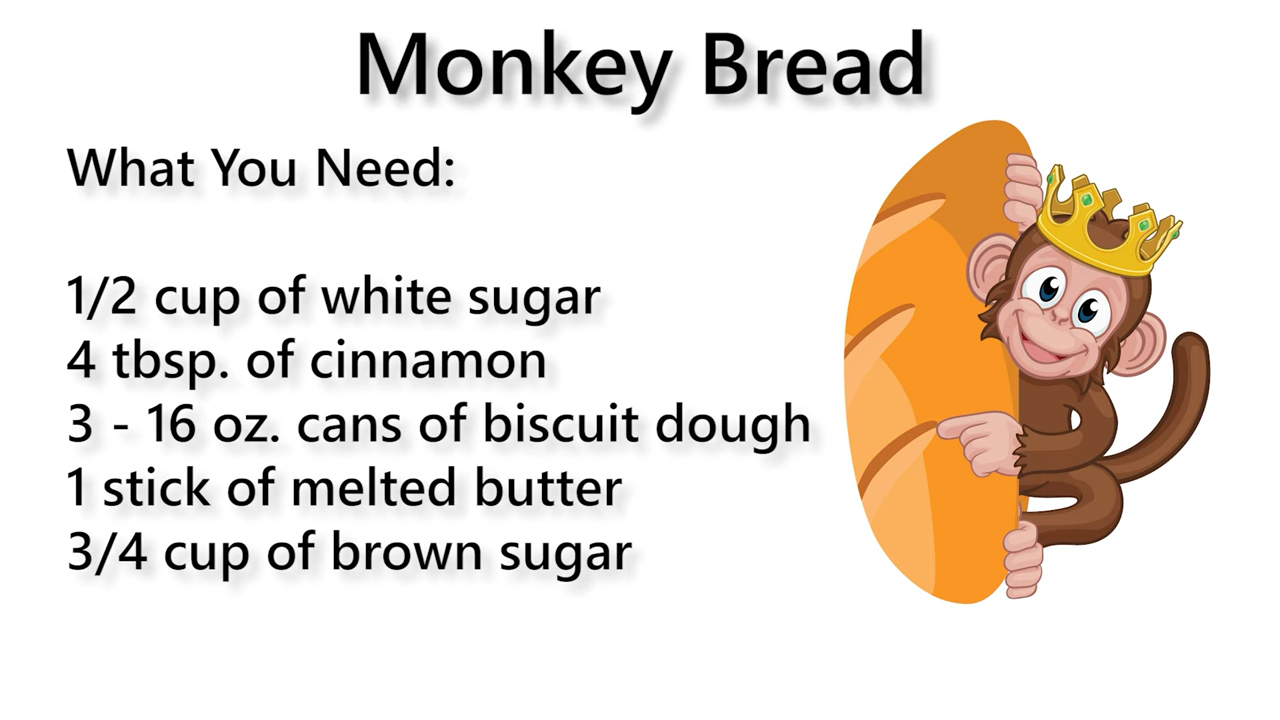 Monkey Bread
What You Need:
1/2 cup of white sugar
4 tbsp. of cinnamon
3 - 16 oz. cans of biscuit dough
1 stick of melted butter
3/4 cup of brown sugar